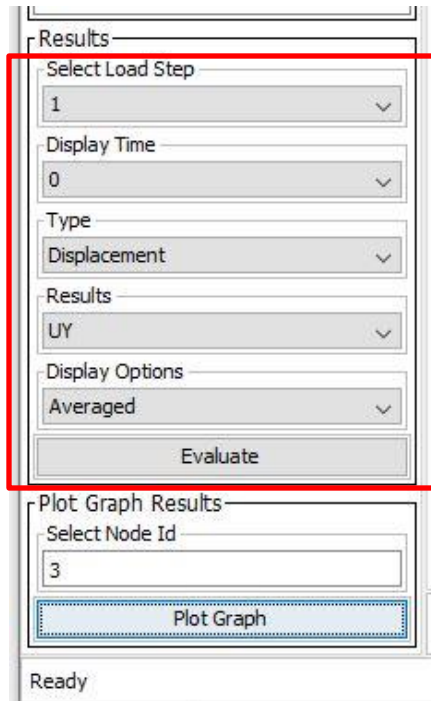 Results
Select Load Step
1
Display Time
0
Type
Displacement
Results
UY
Display Options
Averaged
Evaluate
Plot Graph Results
Select Node Id
3
Plot Graph
Ready